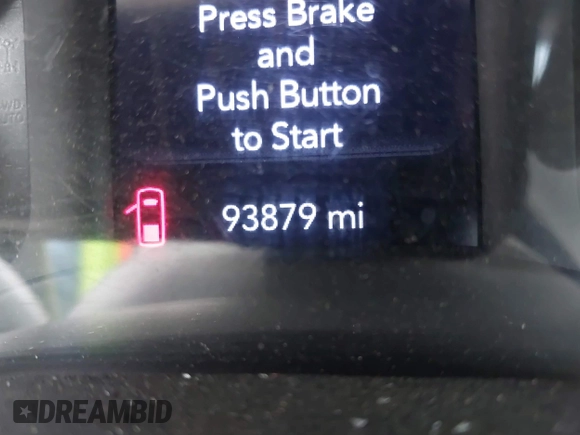 Press Brake
and
Push Button
to Start
93879 mi
DREAMBID